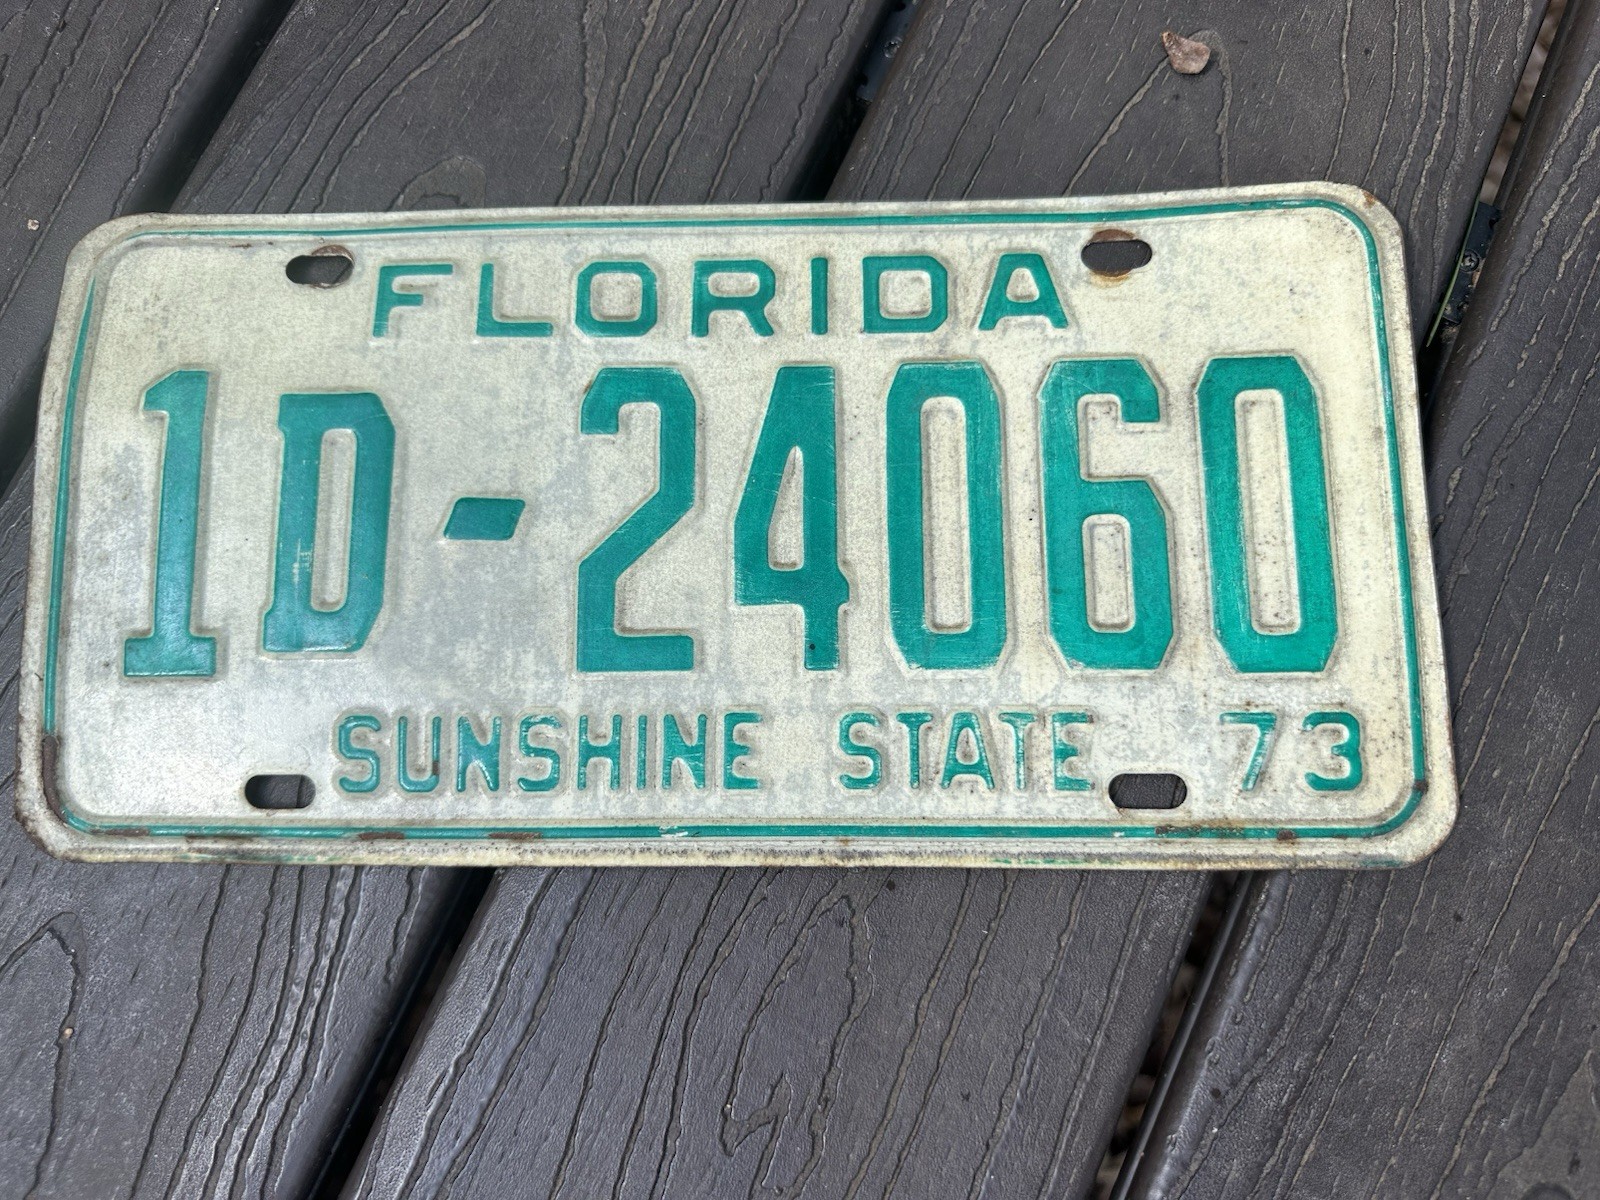 FLORIDA
1D-24060
SUNSHINE STATE 73